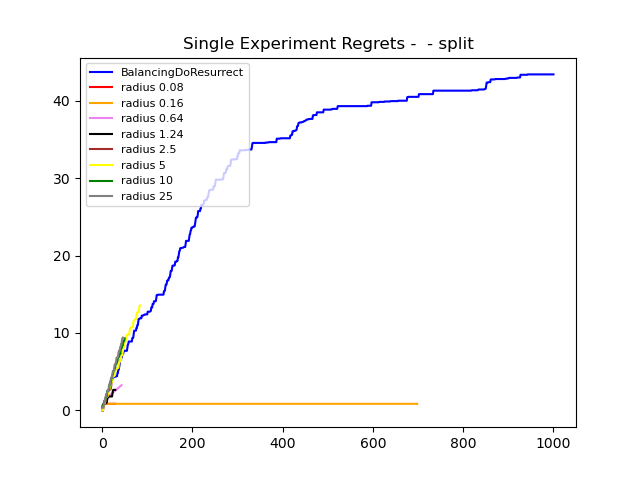 Single Experiment Regrets -  - split
BalancingDoResurrect
radius 0.08
radius 0.16
radius 0.64
radius 1.24
radius 2.5
radius 5
radius 10
radius 25
40
30
20
10
0
0 200 400 600 800 1000